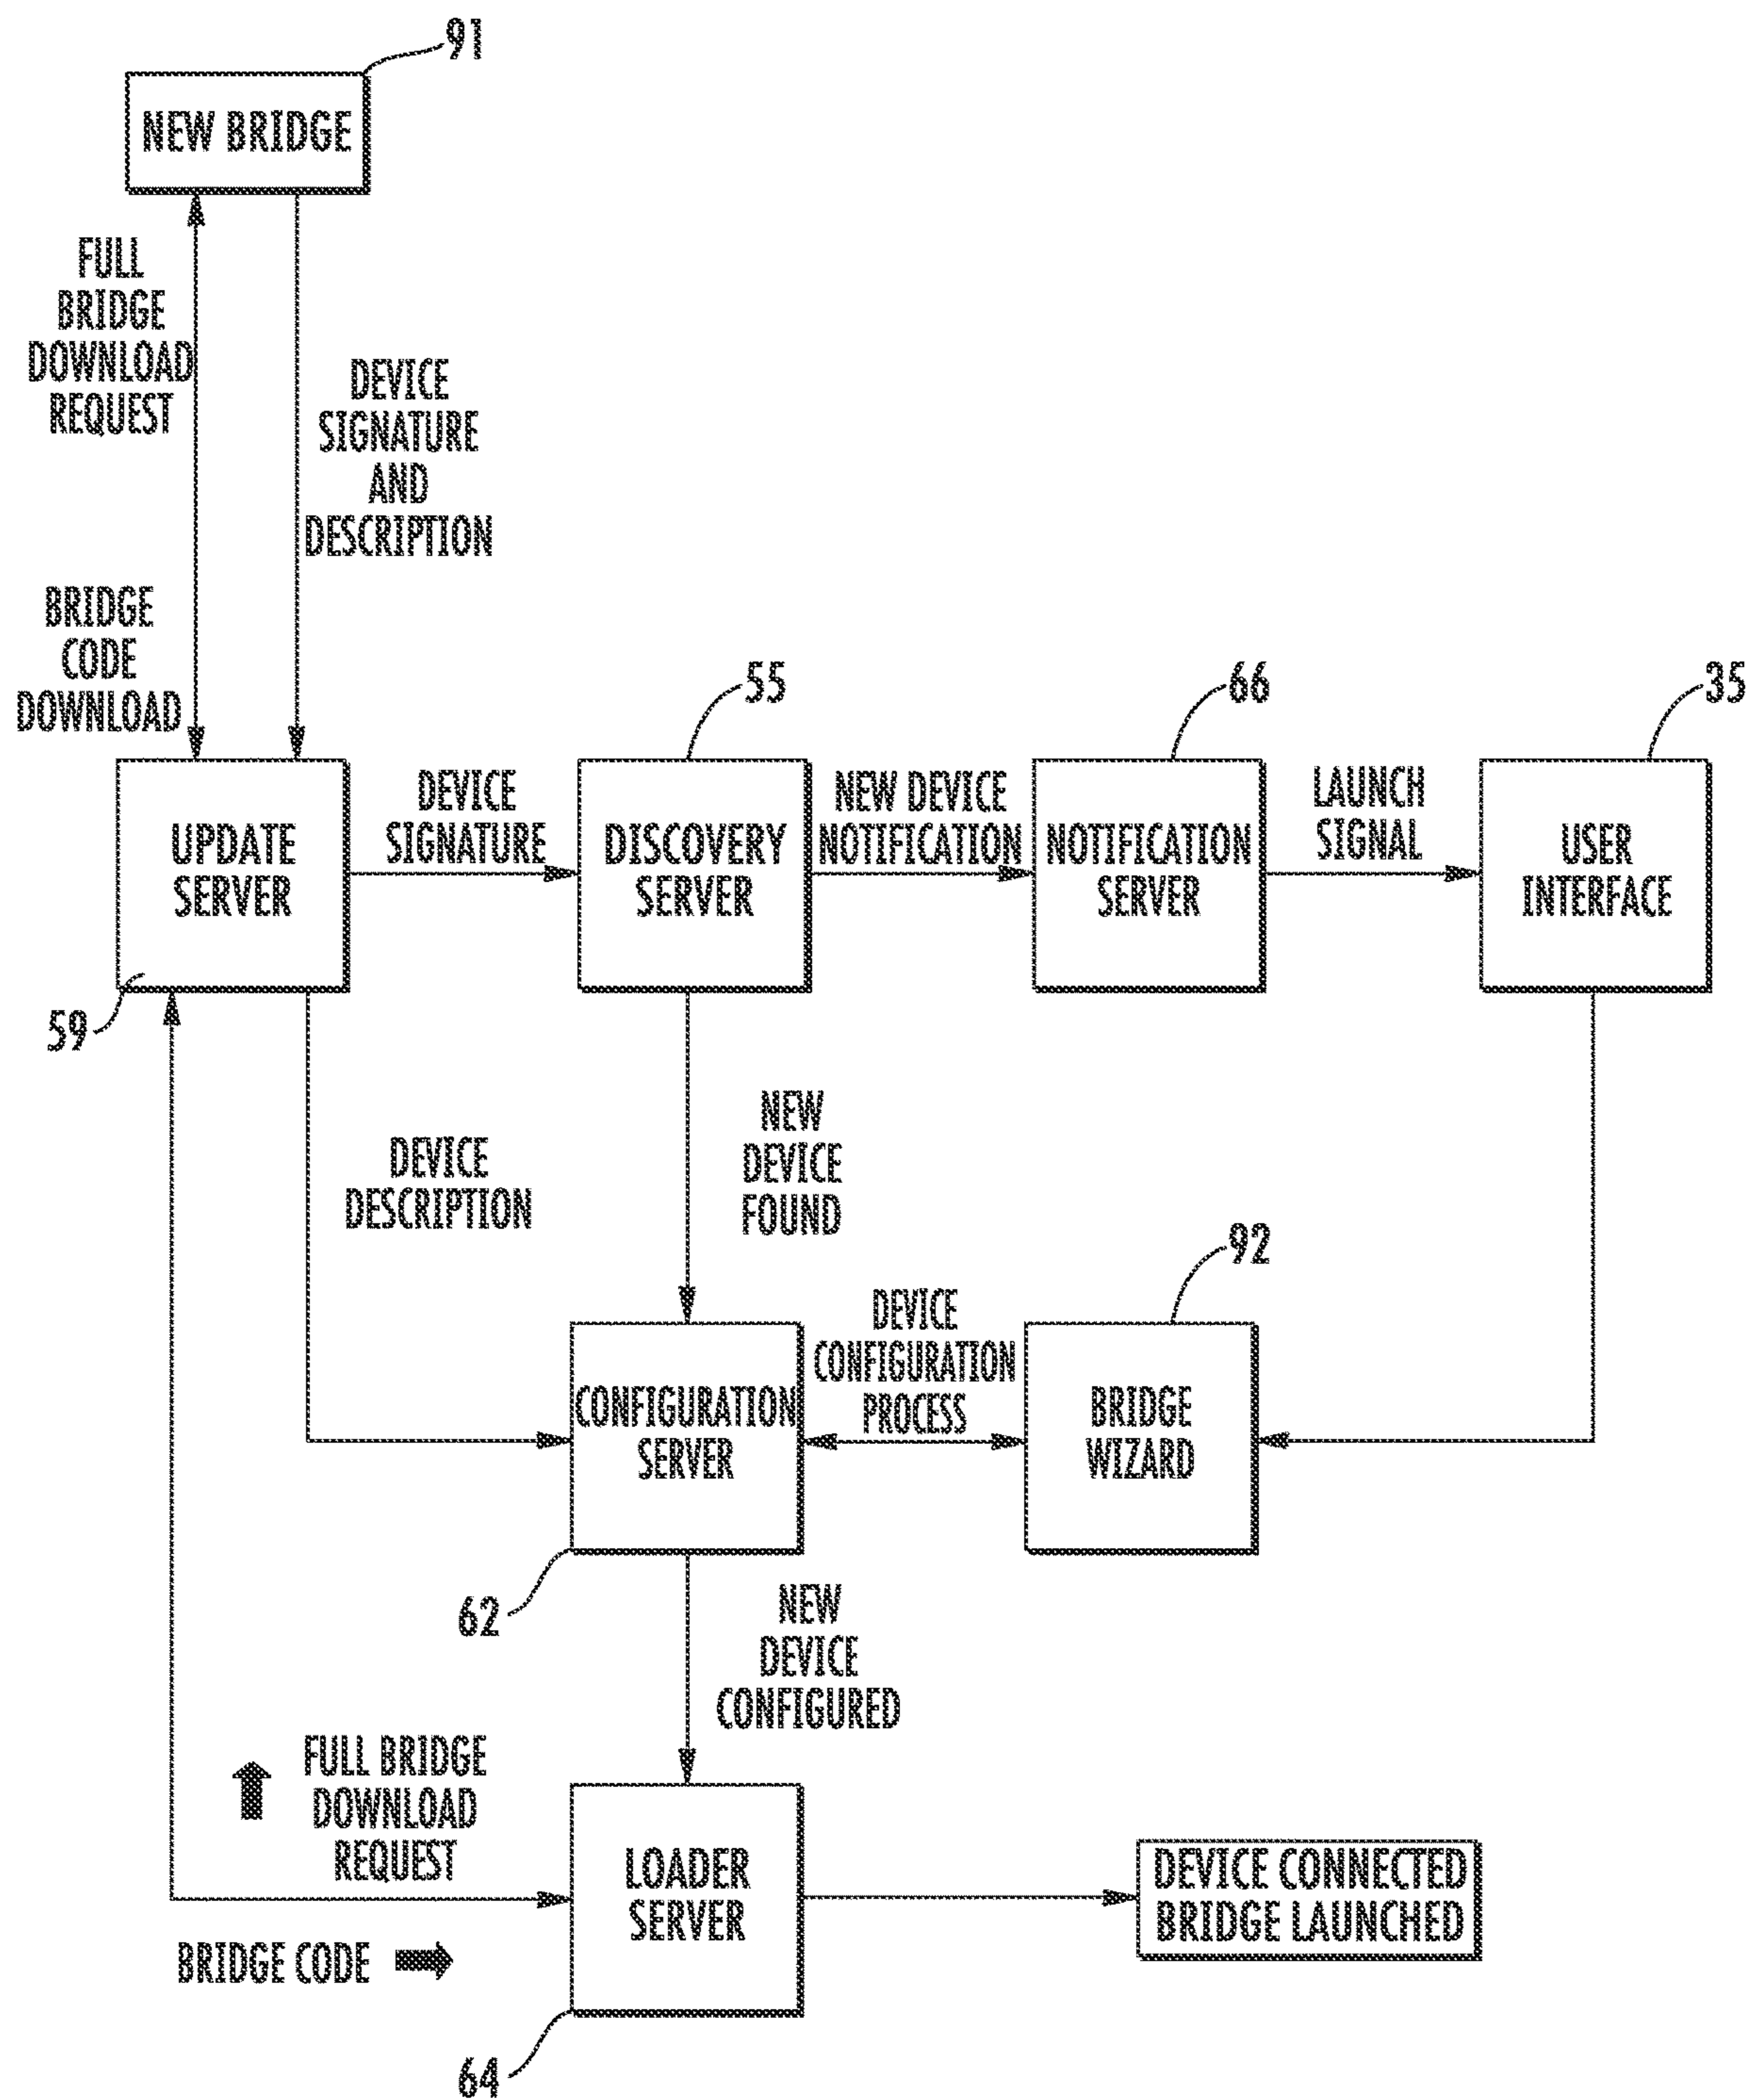 91
NEW BRIDGE
FULL
BRIDGE
DOWNLOAD
REQUEST
DEVICE
SIGNATURE
AND
DESCRIPTION
BRIDGE
CODE
DOWNLOAD
55
66
35
UPDATE
SERVER
DEVICE
SIGNATURE
DISCOVERY
SERVER
NEW DEVICE
NOTIFICATION
NOTIFICATION
SERVER
LAUNCH
SIGNAL
USER
INTERFACE
59
DEVICE
DESCRIPTION
NEW
DEVICE
FOUND
92
CONFIGURATION
SERVER
DEVICE
CONFIGURATION
PROCESS
BRIDGE
WIZARD
62
NEW
DEVICE
CONFIGURED
FULL BRIDGE
DOWNLOAD
REQUEST
LOADER
SERVER
DEVICE CONNECTED
BRIDGE LAUNCHED
BRIDGE CODE
64